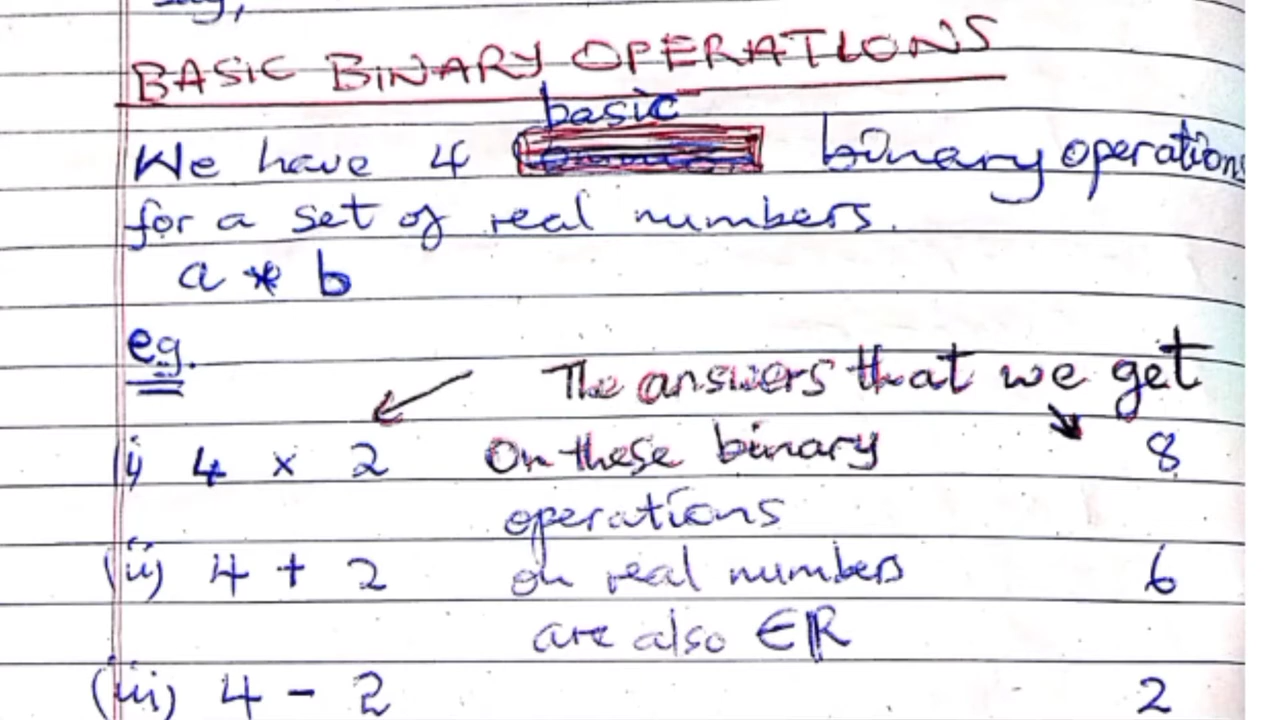 BASIC BINARY OPERATIONS
basic
We have 4 binary operations
for a set of real numbers.
a * b
eg.
The answers that we get
(i) 4 x 2 On these binary 8
operations
(ii) 4 + 2 on real numbers 6
are also ∈ℝ
(iii) 4 - 2 2